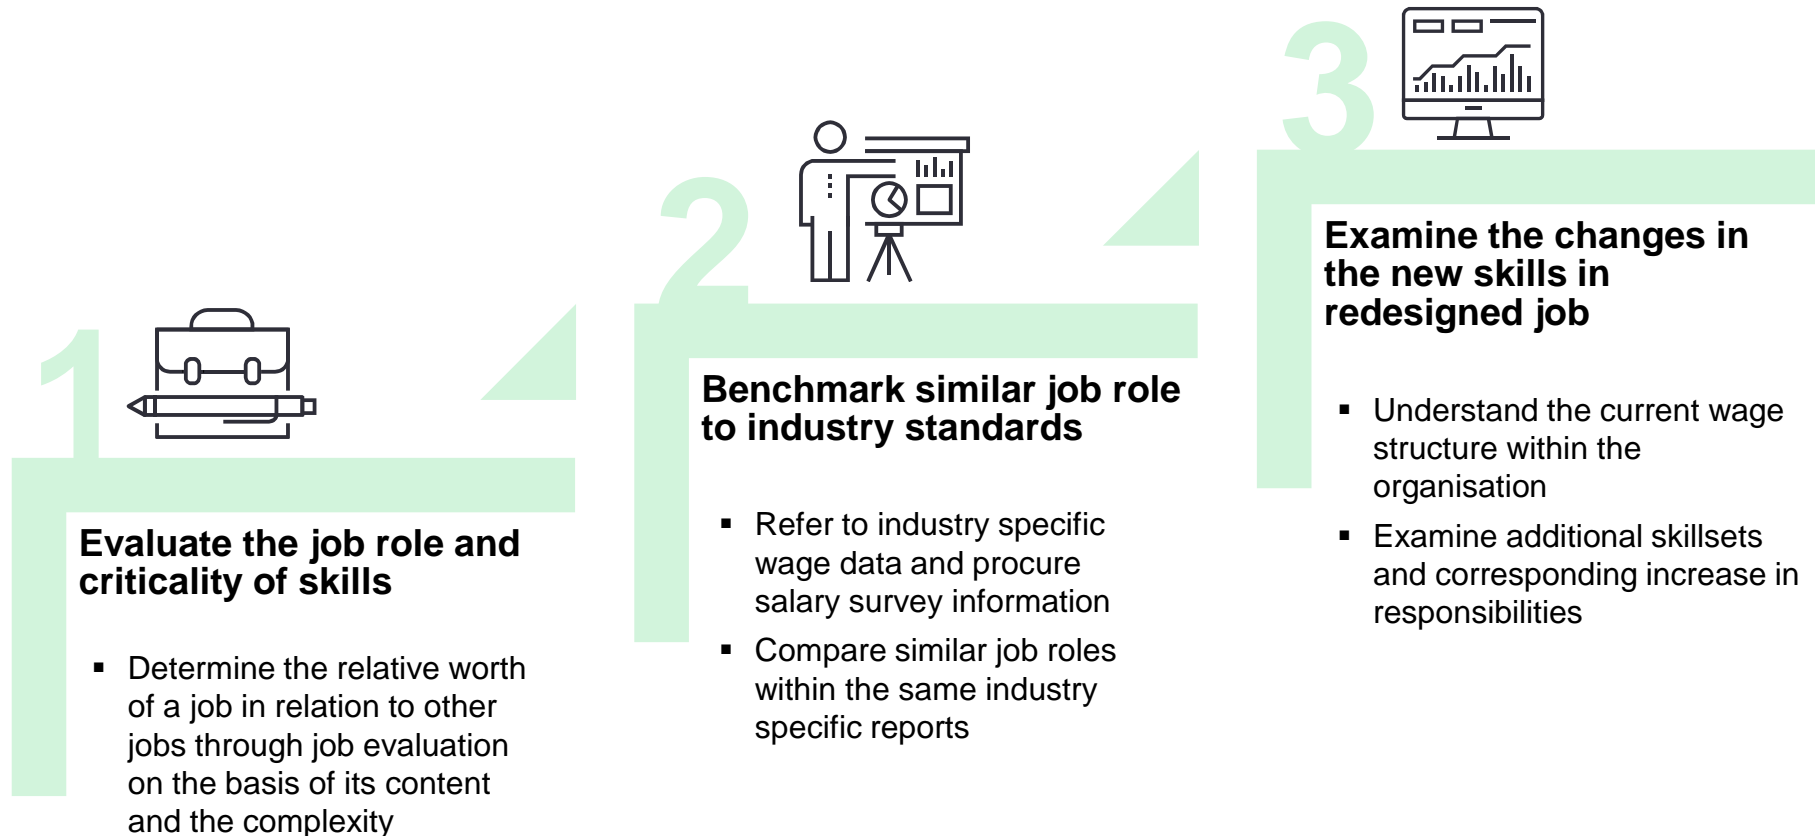 1
Evaluate the job role and
criticality of skills
▪ Determine the relative worth
of a job in relation to other
jobs through job evaluation
on the basis of its content
and the complexity
2
Benchmark similar job role
to industry standards
▪ Refer to industry specific
wage data and procure
salary survey information
▪ Compare similar job roles
within the same industry
specific reports
3
Examine the changes in
the new skills in
redesigned job
▪ Understand the current wage
structure within the
organisation
▪ Examine additional skillsets
and corresponding increase in
responsibilities